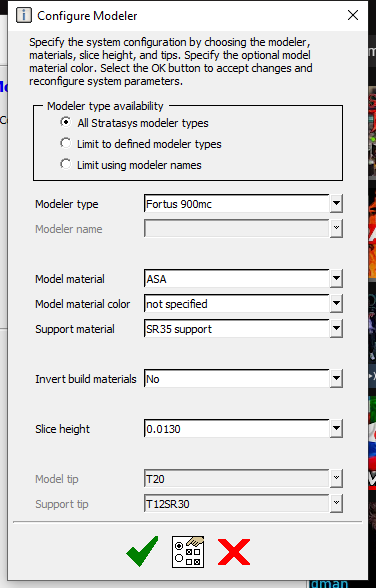 Configure Modeler
Specify the system configuration by choosing the modeler,
materials, slice height, and tips. Specify the optional model
material color. Select the OK button to accept changes and
reconfigure system parameters.
Modeler type availability
All Stratasys modeler types
Limit to defined modeler types
Limit using modeler names
Modeler type Fortus 900mc
Modeler name
Model material ASA
Model material color not specified
Support material SR35 support
Invert build materials No
Slice height 0.0130
Model tip T20
Support tip T12SR30
dman